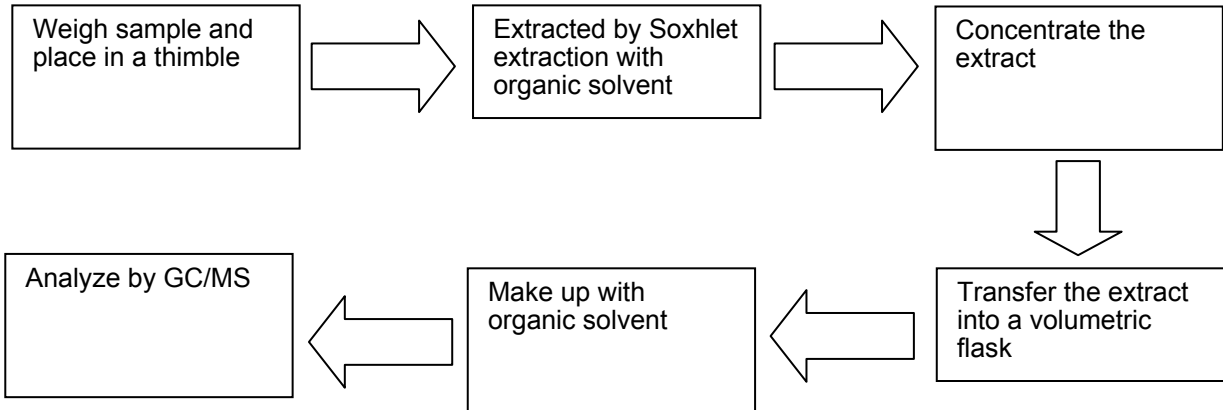 Weigh sample and
place in a thimble
Extracted by Soxhlet
extraction with
organic solvent
Concentrate the
extract
Transfer the extract
into a volumetric
flask
Make up with
organic solvent
Analyze by GC/MS